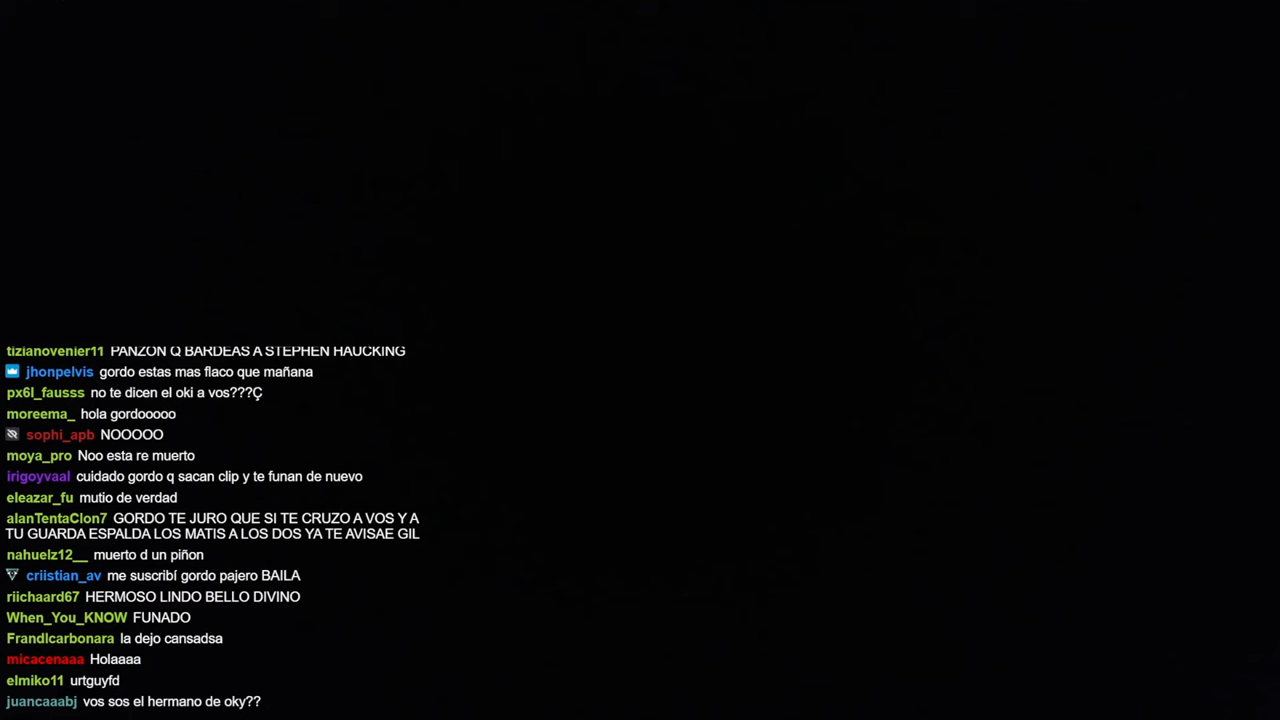 tizianovenier11 PANZON Q BARDEAS A STEPHEN HAUCKING
jhonpelvis gordo estas mas flaco que mañana
px6l_fausss no te dicen el oki a vos???Ç
moreema_ hola gordooooo
sophi_apb NOOOOO
moya_pro Noo esta re muerto
irigoyvaal cuidado gordo q sacan clip y te funan de nuevo
eleazar_fu mutio de verdad
alanTentaClon7 GORDO TE JURO QUE SI TE CRUZO A VOS Y A
TU GUARDA ESPALDA LOS MATIS A LOS DOS YA TE AVISAE GIL
nahuelz12__ muerto d un piñon
criistian_av me suscribí gordo pajero BAILA
riichaard67 HERMOSO LINDO BELLO DIVINO
When_You_KNOW FUNADO
Frandlcarbonara la dejo cansadsa
micacenaaa Holaaaa
elmiko11 urtguyfd
juancaaabj vos sos el hermano de oky??